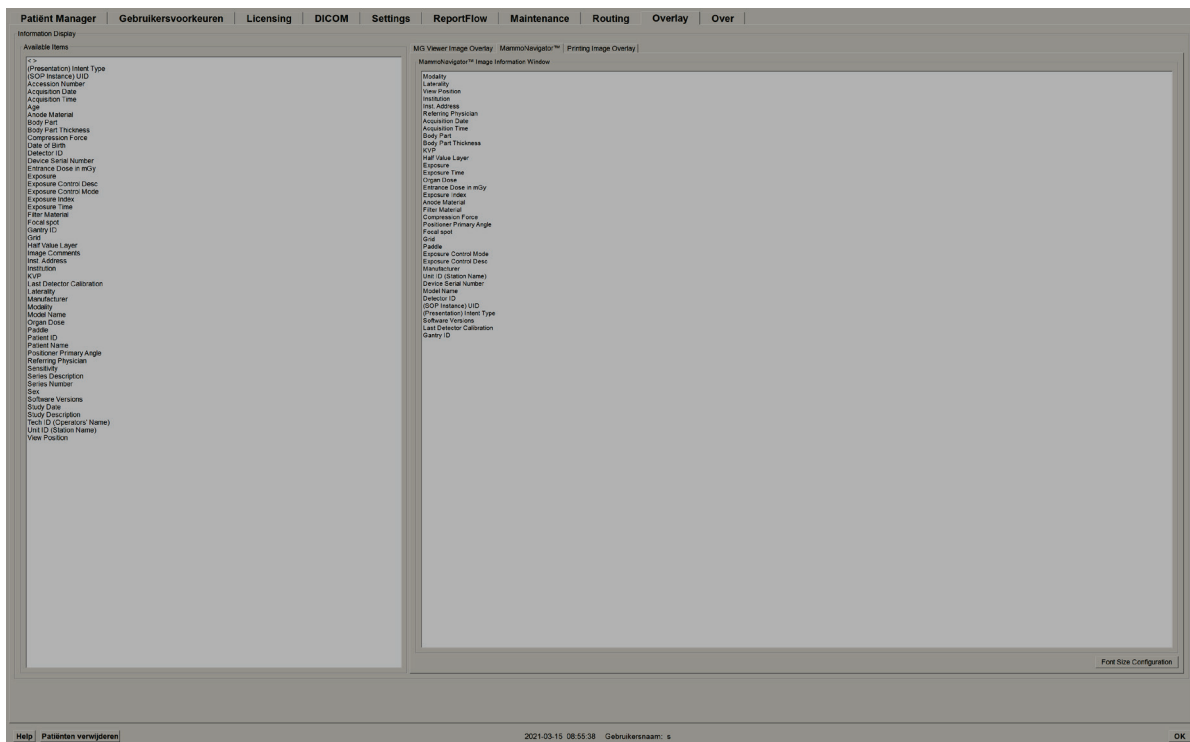 Patiënt Manager Gebruikersvoorkeuren Licensing DICOM Settings ReportFlow Maintenance Routing Overlay Over
Information Display
Available Items
< >
(Presentation) Intent Type
(SOP Instance) UID
Accession Number
Acquisition Date
Acquisition Time
Age
Anode Material
Body Part
Body Part Thickness
Compression Force
Date of Birth
Detector ID
Device Serial Number
Entrance Dose in mGy
Exposure
Exposure Control Desc
Exposure Control Mode
Exposure Index
Exposure Time
Filter Material
Focal spot
Gantry ID
Grid
Half Value Layer
Image Comments
Inst. Address
Institution
KVP
Last Detector Calibration
Laterality
Manufacturer
Modality
Model Name
Organ Dose
Paddle
Patient ID
Patient Name
Positioner Primary Angle
Referring Physician
Sensitivity
Series Description
Series Number
Sex
Software Versions
Study Date
Study Description
Tech ID (Operators' Name)
Unit ID (Station Name)
View Position
MG Viewer Image Overlay MammoNavigator™ Printing Image Overlay
MammoNavigator™ Image Information Window
Modality
Laterality
View Position
Institution
Inst. Address
Referring Physician
Acquisition Date
Acquisition Time
Body Part
Body Part Thickness
KVP
Half Value Layer
Exposure
Exposure Time
Organ Dose
Entrance Dose in mGy
Exposure Index
Anode Material
Filter Material
Compression Force
Positioner Primary Angle
Focal spot
Grid
Paddle
Exposure Control Mode
Exposure Control Desc
Manufacturer
Unit ID (Station Name)
Device Serial Number
Model Name
Detector ID
(SOP Instance) UID
(Presentation) Intent Type
Software Versions
Last Detector Calibration
Gantry ID
Font Size Configuration
Help Patiënten verwijderen 2021-03-15 08:55:38 Gebruikersnaam: s OK